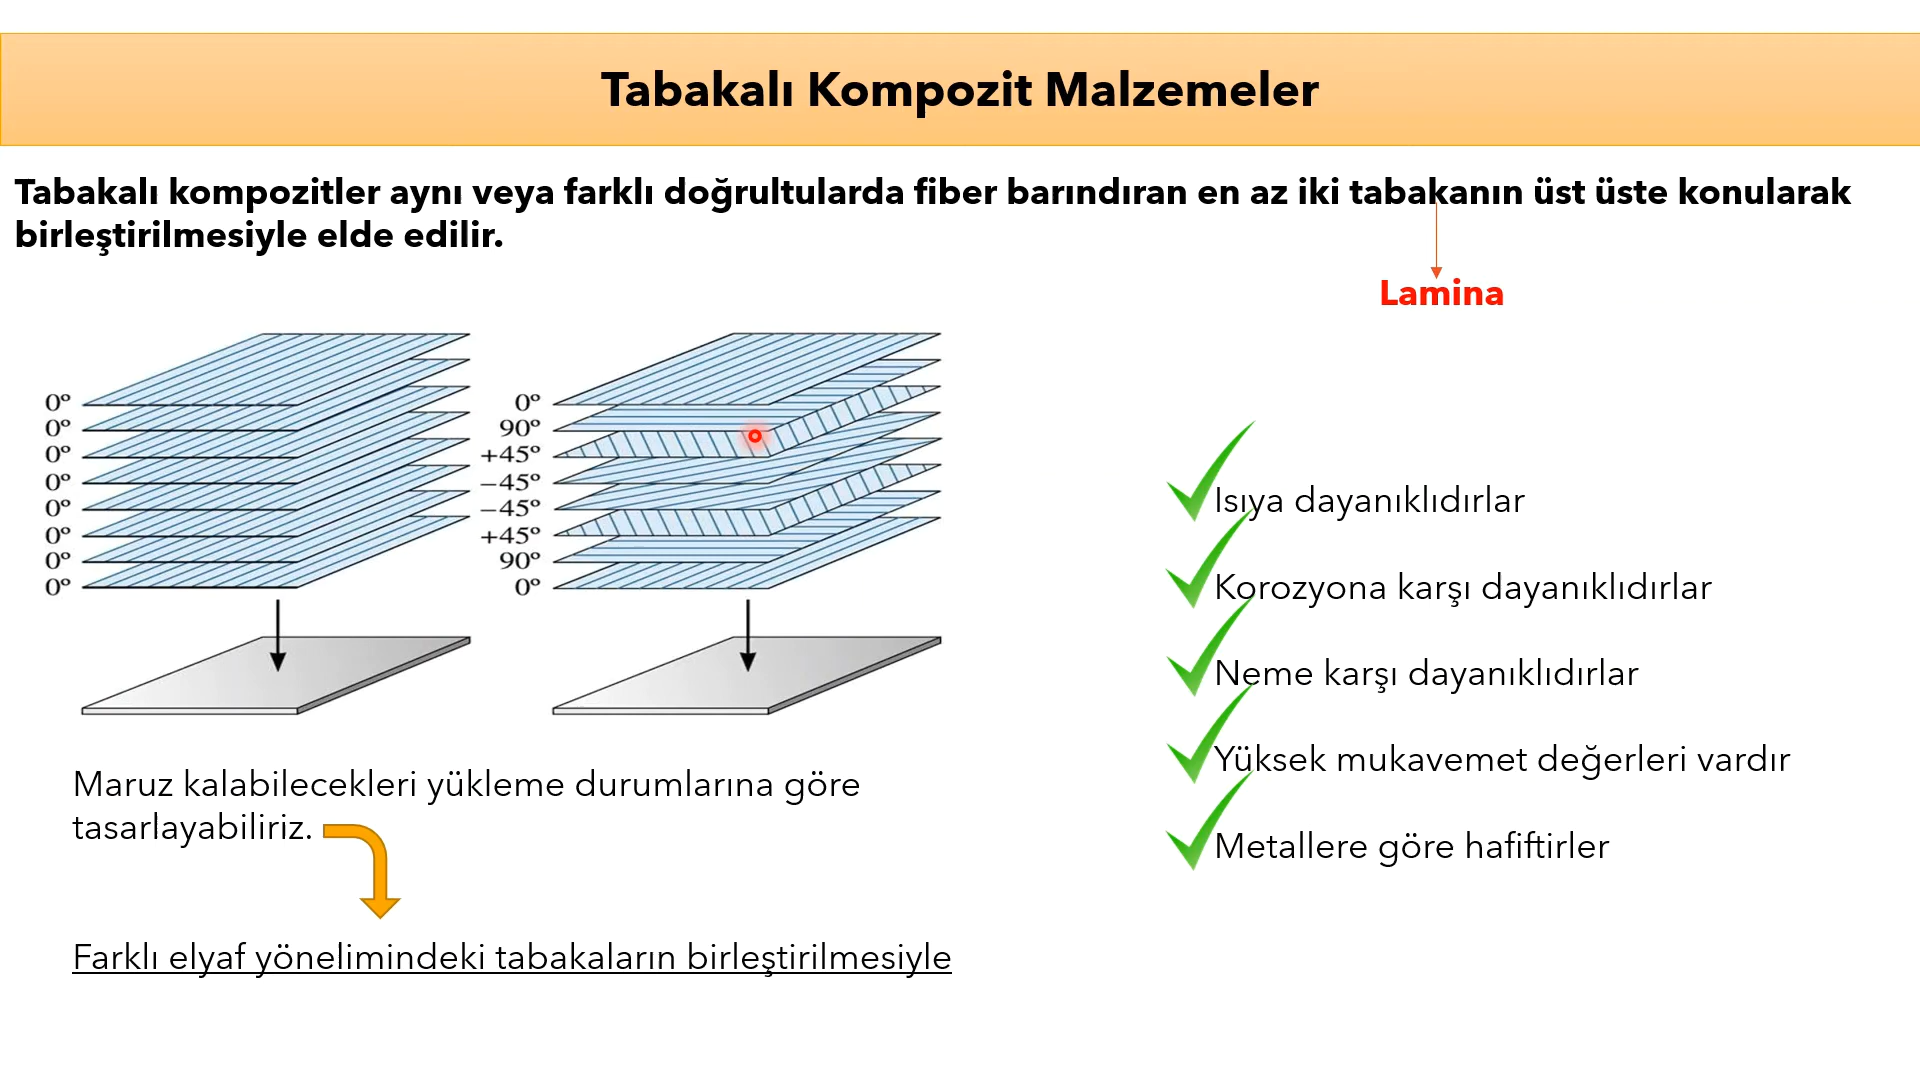 Tabakalı Kompozit Malzemeler
Tabakalı kompozitler aynı veya farklı doğrultularda fiber barındıran en az iki tabakanın üst üste konularak
birleştirilmesiyle elde edilir.
Lamina
0°
0°
0°
0°
0°
0°
0°
0°
0°
90°
+45°
−45°
−45°
+45°
90°
0°
Maruz kalabilecekleri yükleme durumlarına göre
tasarlayabiliriz.
Farklı elyaf yönelimindeki tabakaların birleştirilmesiyle
Isıya dayanıklıdırlar
Korozyona karşı dayanıklıdırlar
Neme karşı dayanıklıdırlar
Yüksek mukavemet değerleri vardır
Metallere göre hafiftirler